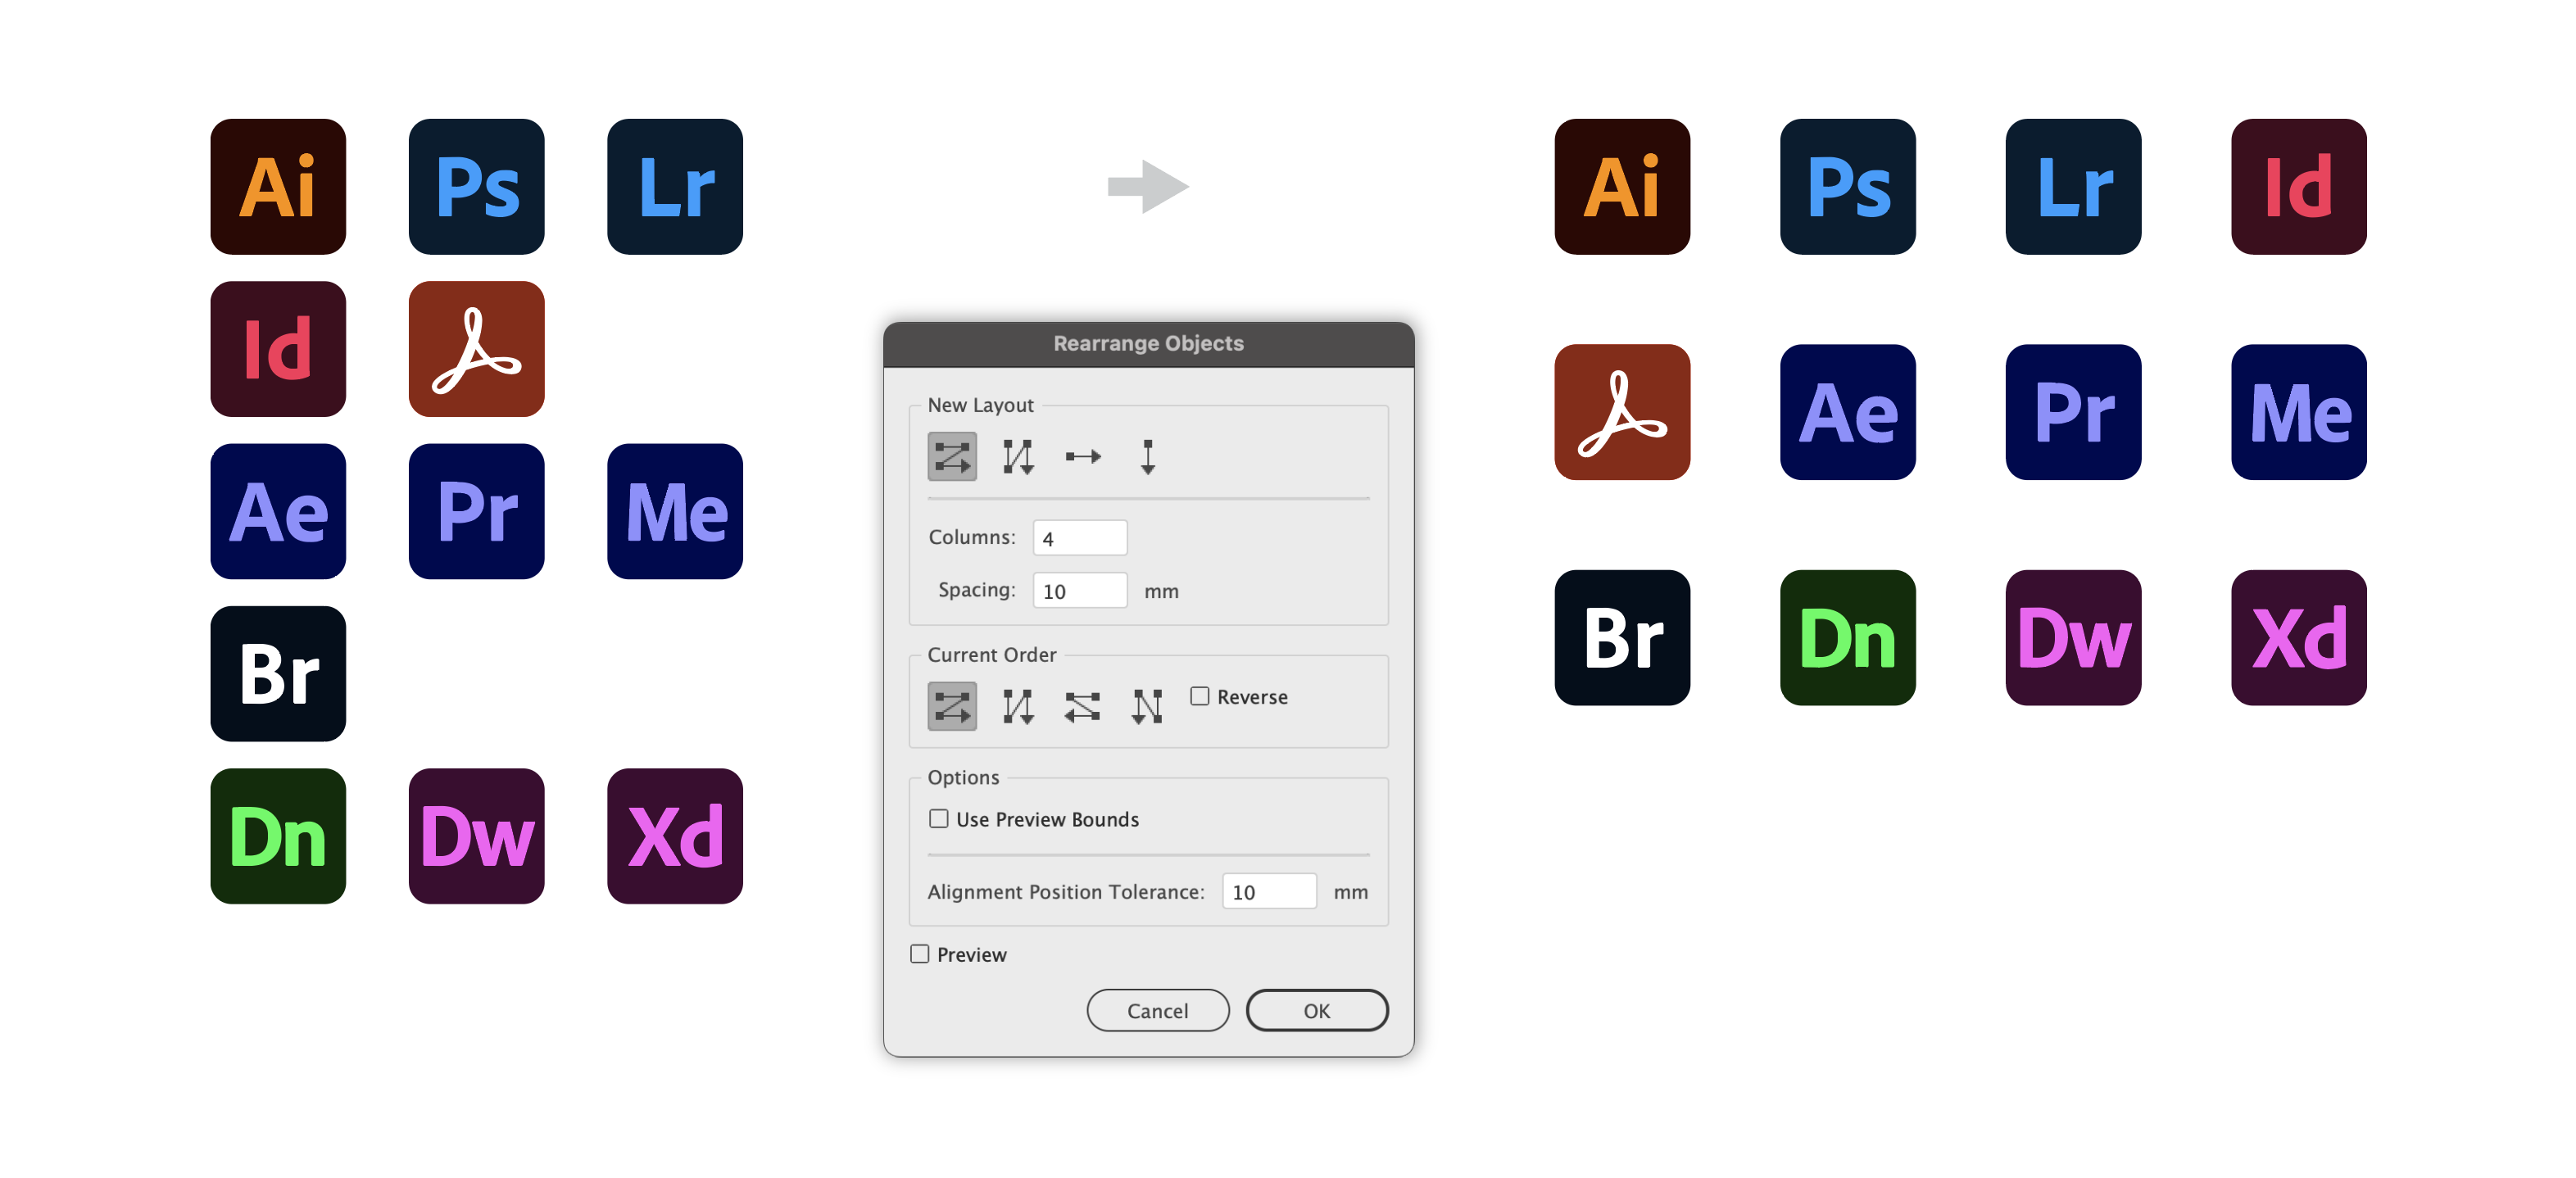 Ai Ps Lr
Id
Ae Pr Me
Br
Dn Dw Xd
Rearrange Objects
New Layout
Columns: 4
Spacing: 10 mm
Current Order
Reverse
Options
Use Preview Bounds
Alignment Position Tolerance: 10 mm
Preview
Cancel OK
Ai Ps Lr Id
Ae Pr Me
Br Dn Dw Xd